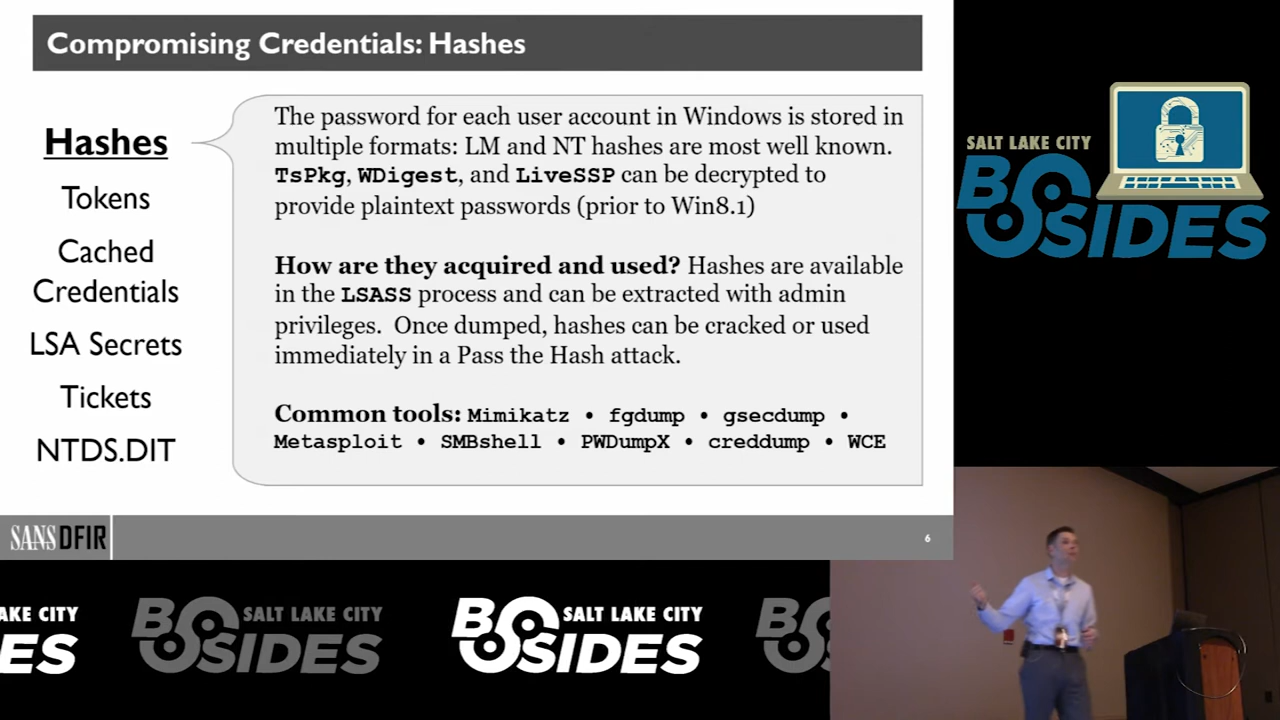 Compromising Credentials: Hashes
Hashes
Tokens
Cached
Credentials
LSA Secrets
Tickets
NTDS.DIT
The password for each user account in Windows is stored in
multiple formats: LM and NT hashes are most well known.
TsPkg, WDigest, and LiveSSP can be decrypted to
provide plaintext passwords (prior to Win8.1)
How are they acquired and used? Hashes are available
in the LSASS process and can be extracted with admin
privileges. Once dumped, hashes can be cracked or used
immediately in a Pass the Hash attack.
Common tools: Mimikatz • fgdump • gsecdump •
Metasploit • SMBshell • PWDumpX • creddump • WCE
SANS DFIR
6
SALT LAKE CITY
BSIDES
AKE CITY
ES
SALT LAKE CITY
BSIDES
SALT LAKE CITY
BSIDES
B